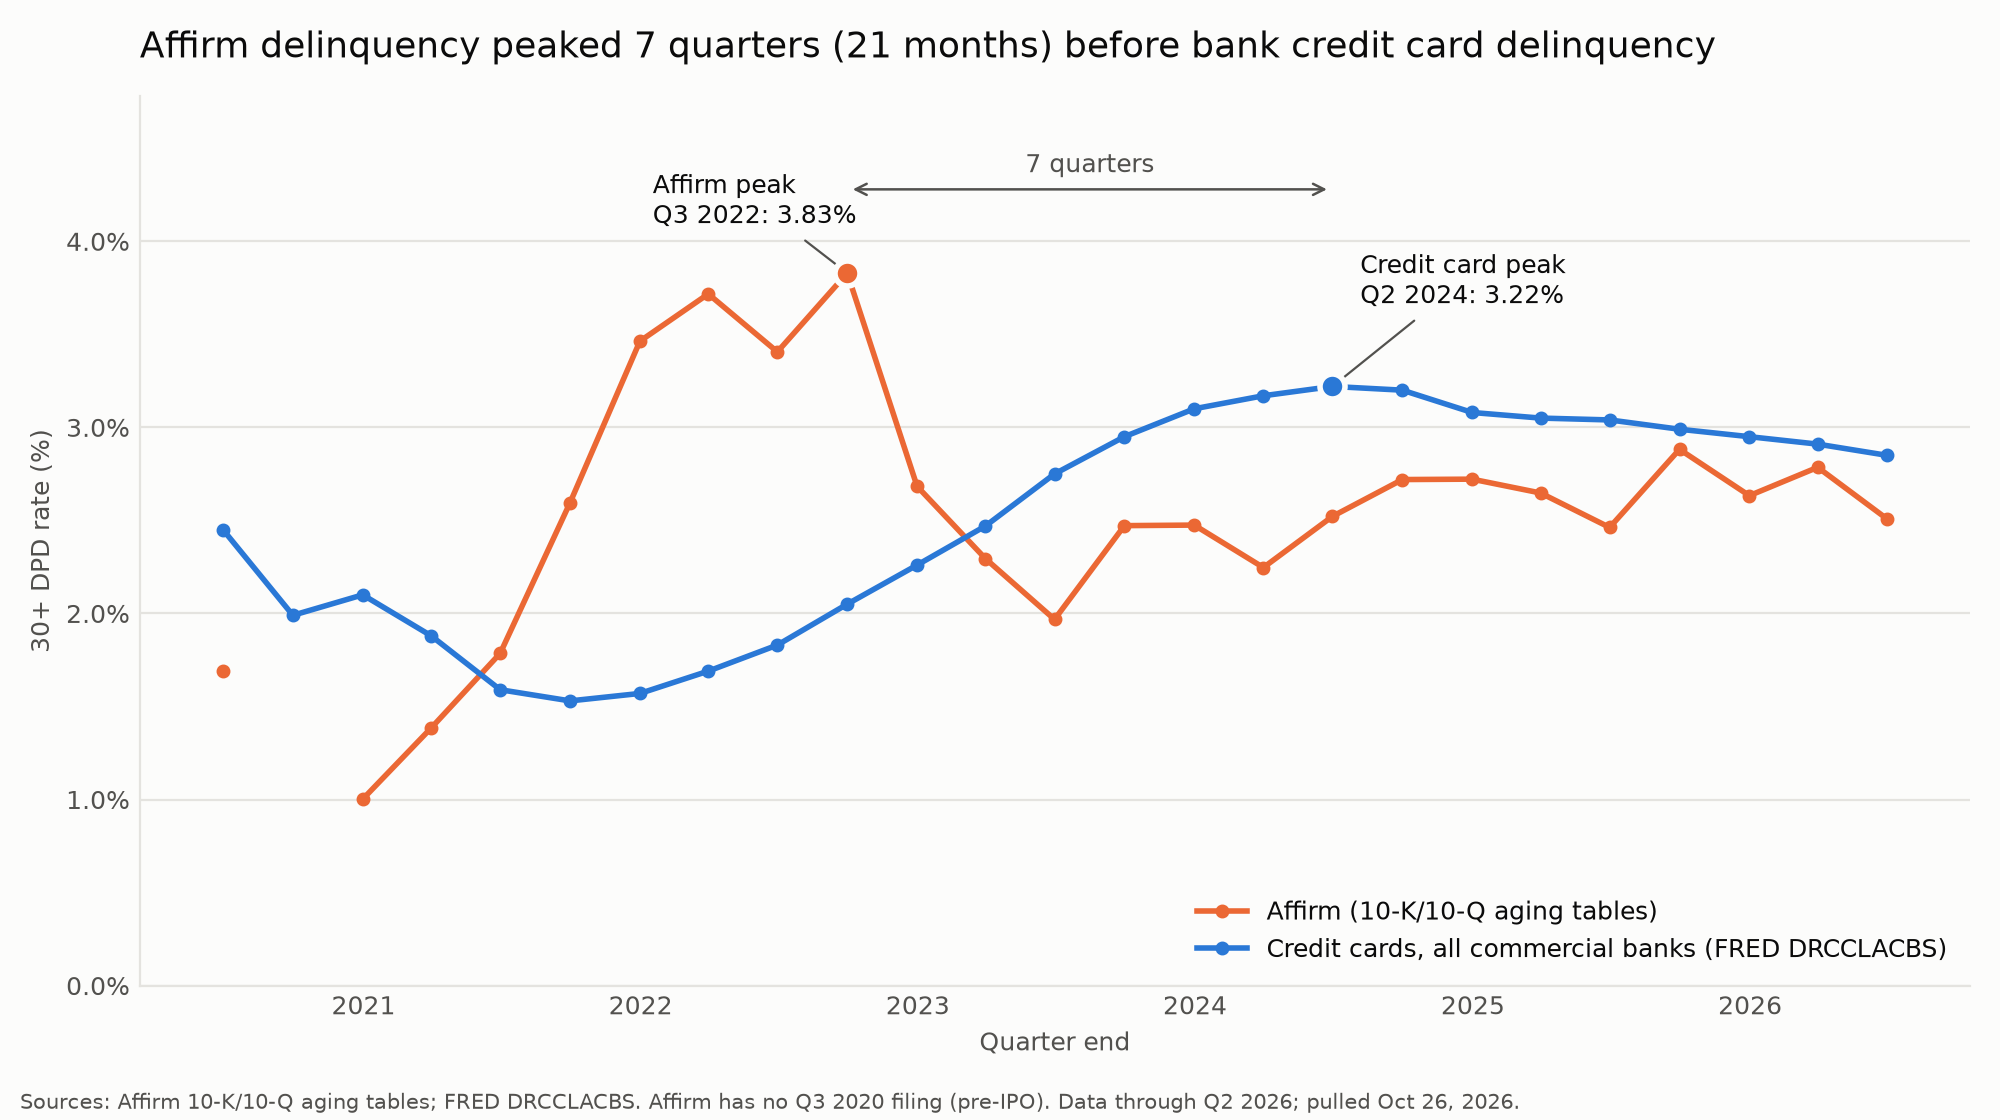 Affirm delinquency peaked 7 quarters (21 months) before bank credit card delinquency
7 quarters
Affirm peak
Q3 2022: 3.83%
Credit card peak
Q2 2024: 3.22%
4.0%
3.0%
2.0%
1.0%
0.0%
30+ DPD rate (%)
Affirm (10-K/10-Q aging tables)
Credit cards, all commercial banks (FRED DRCCLACBS)
2021 2022 2023 2024 2025 2026
Quarter end
Sources: Affirm 10-K/10-Q aging tables; FRED DRCCLACBS. Affirm has no Q3 2020 filing (pre-IPO). Data through Q2 2026; pulled Oct 26, 2026.